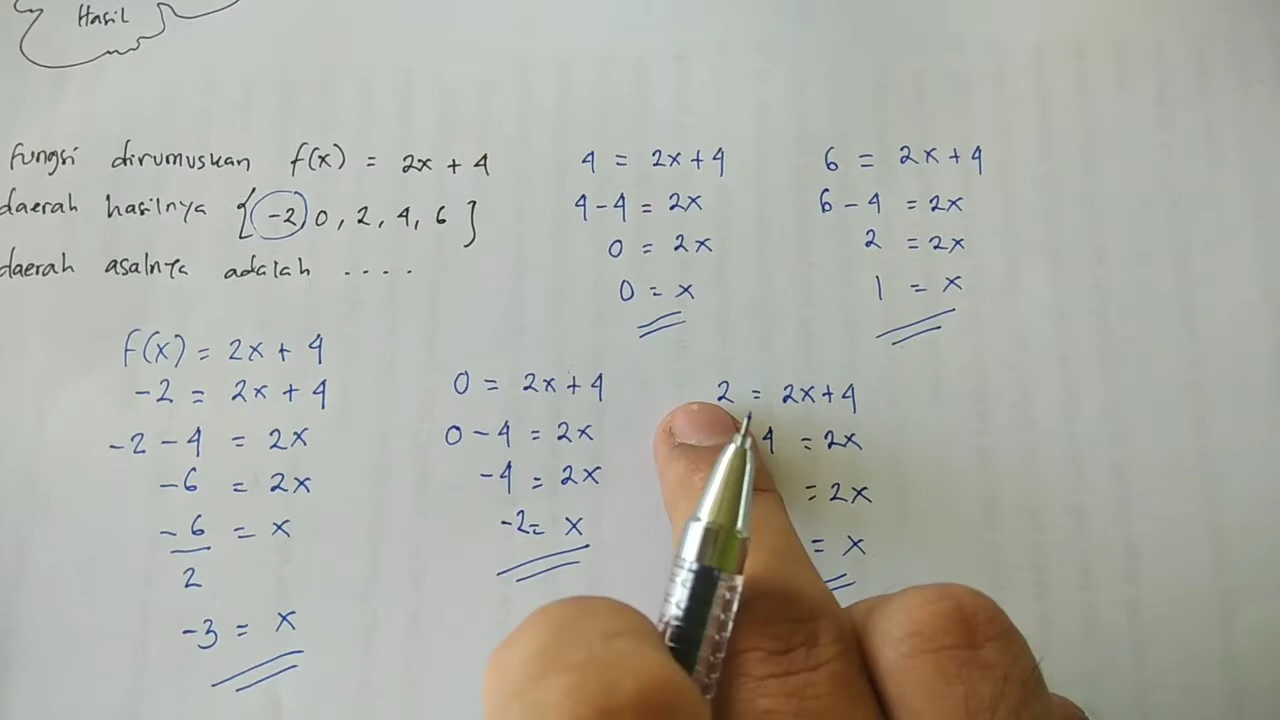 Hasil
fungsi dirumuskan f(x) = 2x + 4
daerah hasilnya {-2) 0, 2, 4, 6}
daerah asalnya adalah ....
f(x) = 2x + 4
-2 = 2x + 4
-2 - 4 = 2x
-6 = 2x
-6/2 = x
-3 = x
0 = 2x + 4
0 - 4 = 2x
-4 = 2x
-2 = x
4 = 2x + 4
4 - 4 = 2x
0 = 2x
0 = x
2 = 2x + 4
4 = 2x
= 2x
= x
6 = 2x + 4
6 - 4 = 2x
2 = 2x
1 = x